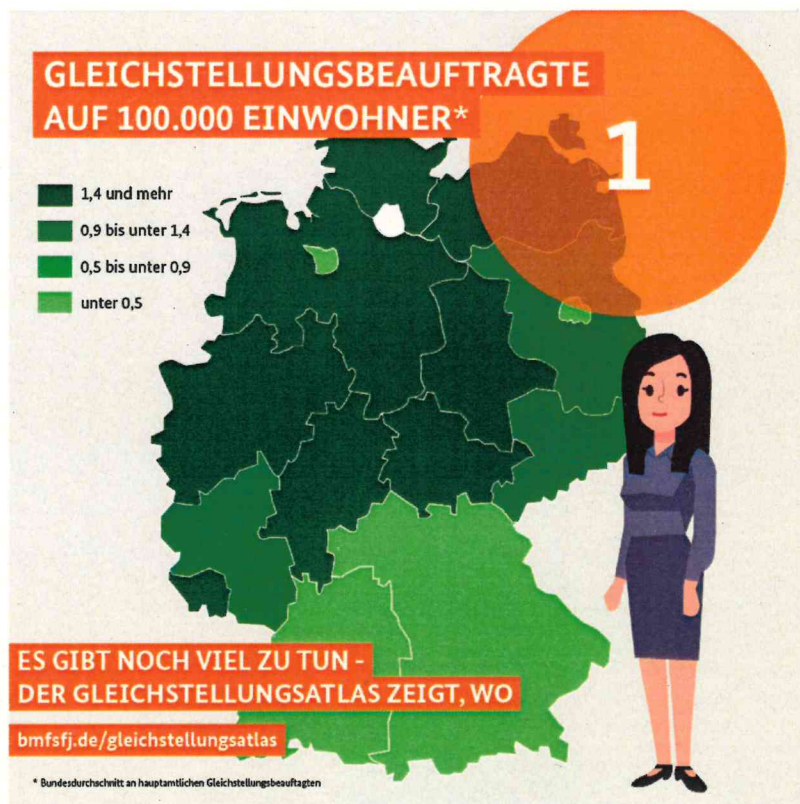 GLEICHSTELLUNGSBEAUFTRAGTE
AUF 100.000 EINWOHNER*
1
1,4 und mehr
0,9 bis unter 1,4
0,5 bis unter 0,9
unter 0,5
ES GIBT NOCH VIEL ZU TUN -
DER GLEICHSTELLUNGSATLAS ZEIGT, WO
bmfsfj.de/gleichstellungsatlas
* Bundesdurchschnitt an hauptamtlichen Gleichstellungsbeauftagten